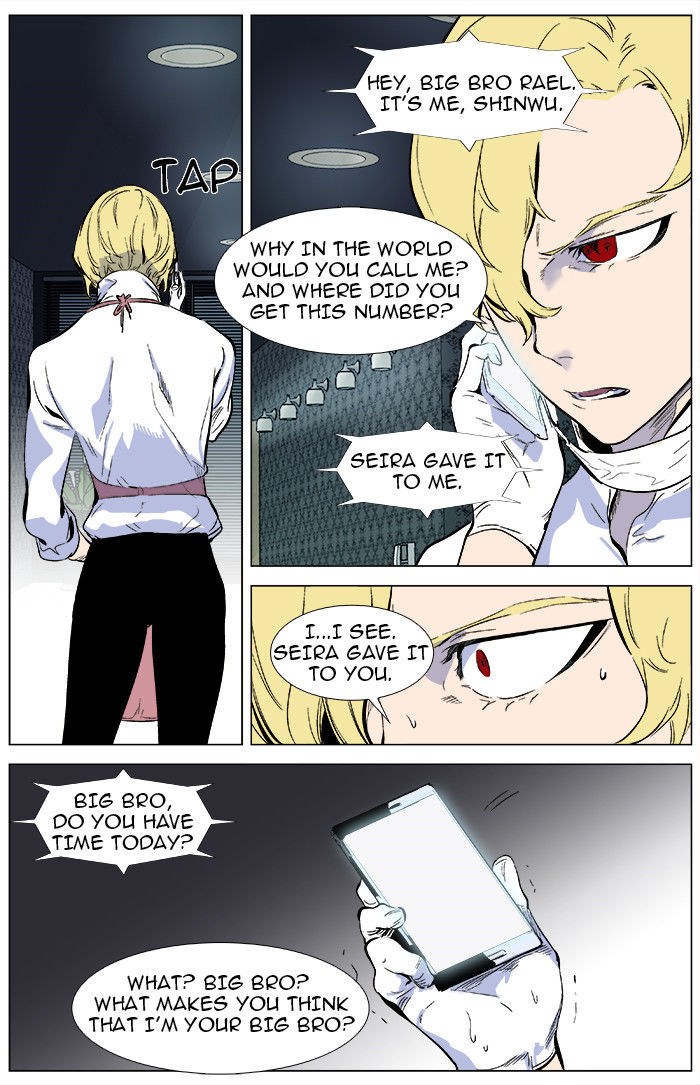 TAP
HEY, BIG BRO RAEL.
IT'S ME, SHINWU.
WHY IN THE WORLD
WOULD YOU CALL ME?
AND WHERE DID YOU
GET THIS NUMBER?
SEIRA GAVE IT
TO ME.
I...I SEE.
SEIRA GAVE IT
TO YOU.
BIG BRO,
DO YOU HAVE
TIME TODAY?
WHAT? BIG BRO?
WHAT MAKES YOU THINK
THAT I'M YOUR BIG BRO?